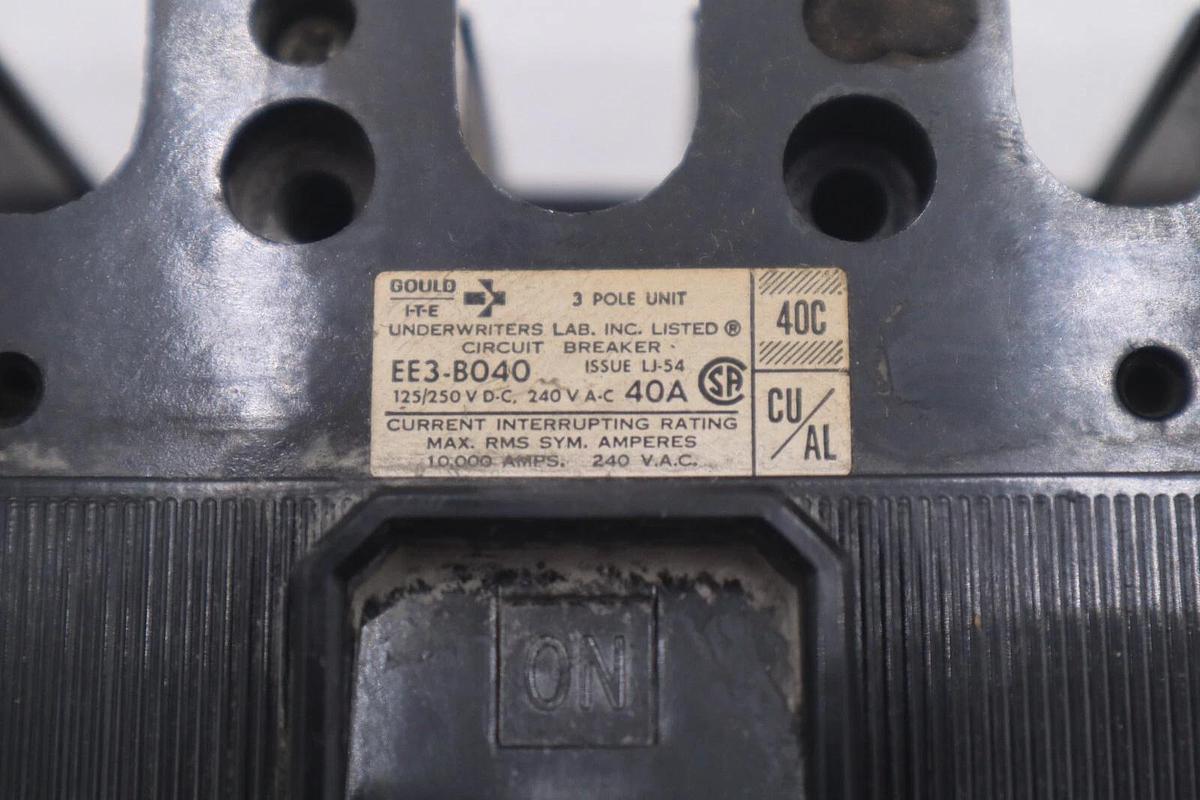 GOULD
I-T-E
3 POLE UNIT
UNDERWRITERS LAB. INC. LISTED ®
CIRCUIT BREAKER
EE3-B040 ISSUE LJ-54
125/250 V D-C, 240 V A-C 40A
CSA
CURRENT INTERRUPTING RATING
MAX. RMS SYM. AMPERES
10,000 AMPS. 240 V.A.C.
40C
CU/AL
ON